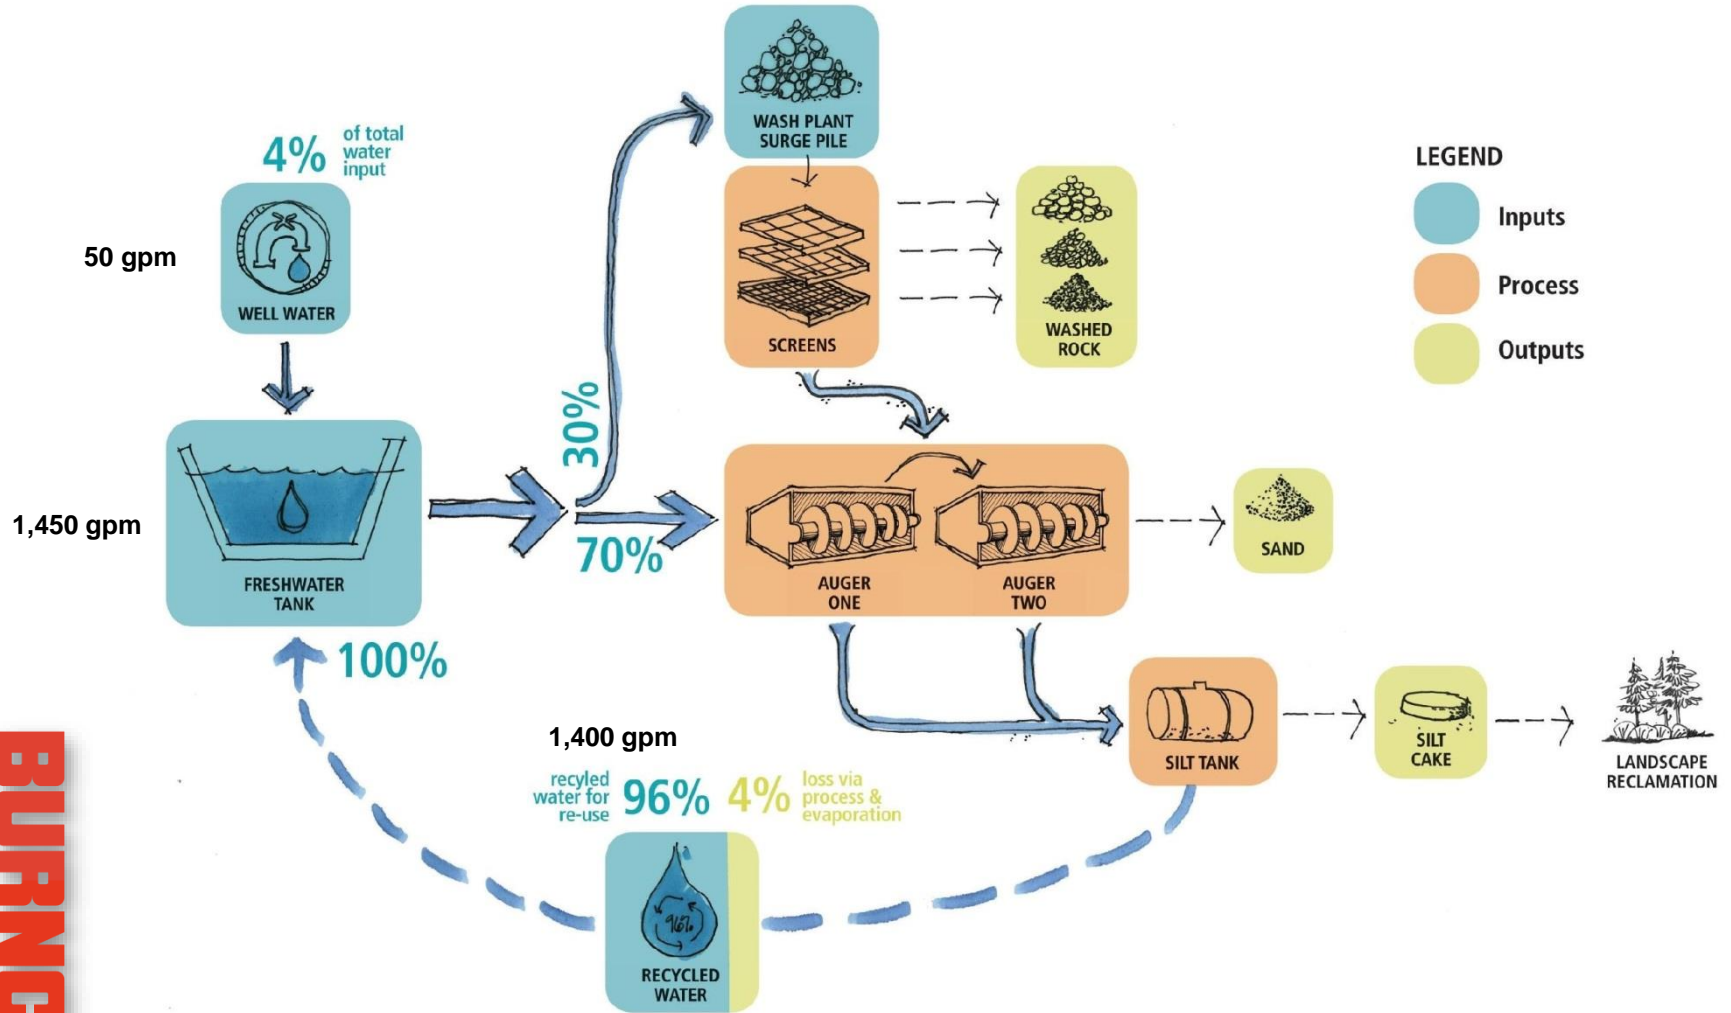 WASH PLANT
SURGE PILE
4%
of total
water
input
50 gpm
WELL WATER
SCREENS
WASHED
ROCK
LEGEND
Inputs
Process
Outputs
30%
70%
1,450 gpm
FRESHWATER
TANK
100%
AUGER
ONE
AUGER
TWO
SAND
SILT TANK
SILT
CAKE
LANDSCAPE
RECLAMATION
1,400 gpm
recyled
water for
re-use
96%
4%
loss via
process &
evaporation
96%
RECYCLED
WATER